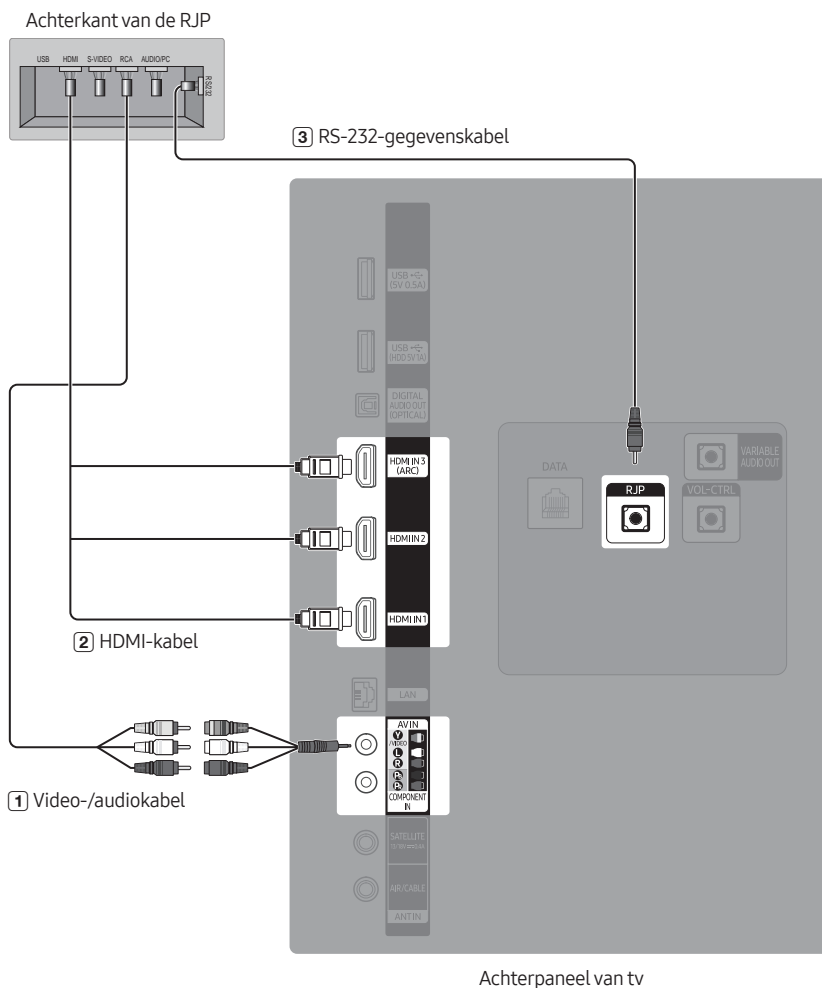 Achterkant van de RJP
USB HDMI S-VIDEO RCA AUDIO/PC
RS232
3 RS-232-gegevenskabel
USB
(5V 0.5A)
USB
(HDD 5V 1A)
DIGITAL
AUDIO OUT
(OPTICAL)
HDMI IN 3
(ARC)
DATA
RJP
VARIABLE
AUDIO OUT
VOL-CTRL
HDMI IN 2
HDMI IN 1
2 HDMI-kabel
LAN
AV IN
Y
/VIDEO
L
R
PB
PR
COMPONENT
IN
1 Video-/audiokabel
SATELLITE
AIR/CABLE
ANT IN
Achterpaneel van tv